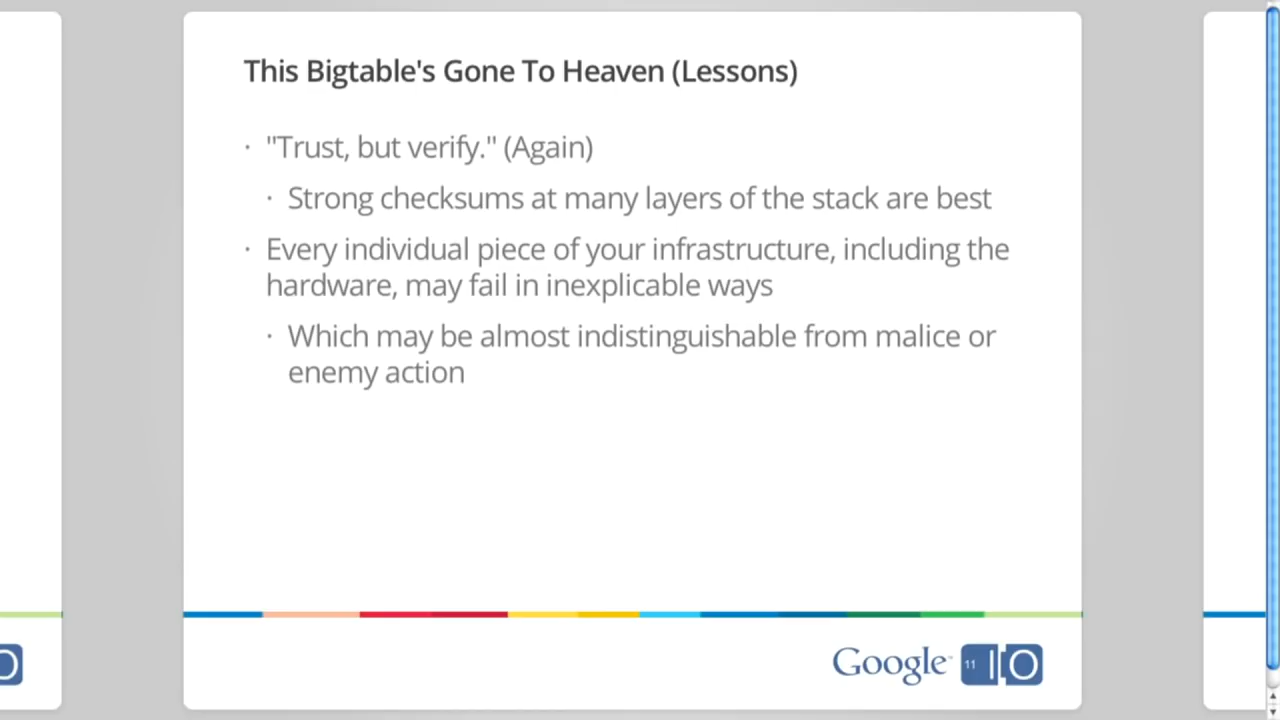 This Bigtable's Gone To Heaven (Lessons)
· "Trust, but verify." (Again)
· Strong checksums at many layers of the stack are best
· Every individual piece of your infrastructure, including the
hardware, may fail in inexplicable ways
· Which may be almost indistinguishable from malice or
enemy action
Google™ 11 IO
O